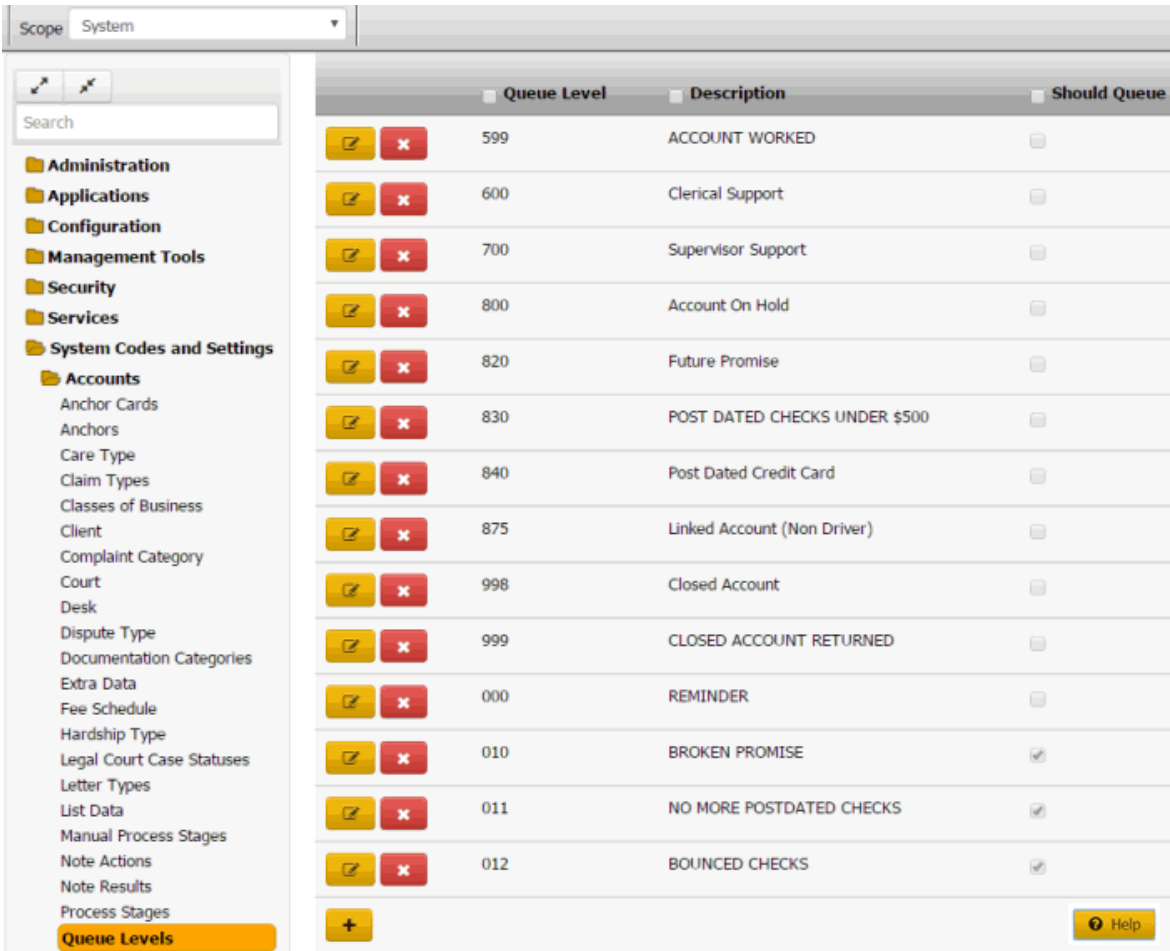 Scope System
Search
Administration
Applications
Configuration
Management Tools
Security
Services
System Codes and Settings
Accounts
Anchor Cards
Anchors
Care Type
Claim Types
Classes of Business
Client
Complaint Category
Court
Desk
Dispute Type
Documentation Categories
Extra Data
Fee Schedule
Hardship Type
Legal Court Case Statuses
Letter Types
List Data
Manual Process Stages
Note Actions
Note Results
Process Stages
Queue Levels
Queue Level Description Should Queue
599 ACCOUNT WORKED
600 Clerical Support
700 Supervisor Support
800 Account On Hold
820 Future Promise
830 POST DATED CHECKS UNDER $500
840 Post Dated Credit Card
875 Linked Account (Non Driver)
998 Closed Account
999 CLOSED ACCOUNT RETURNED
000 REMINDER
010 BROKEN PROMISE
011 NO MORE POSTDATED CHECKS
012 BOUNCED CHECKS
Help